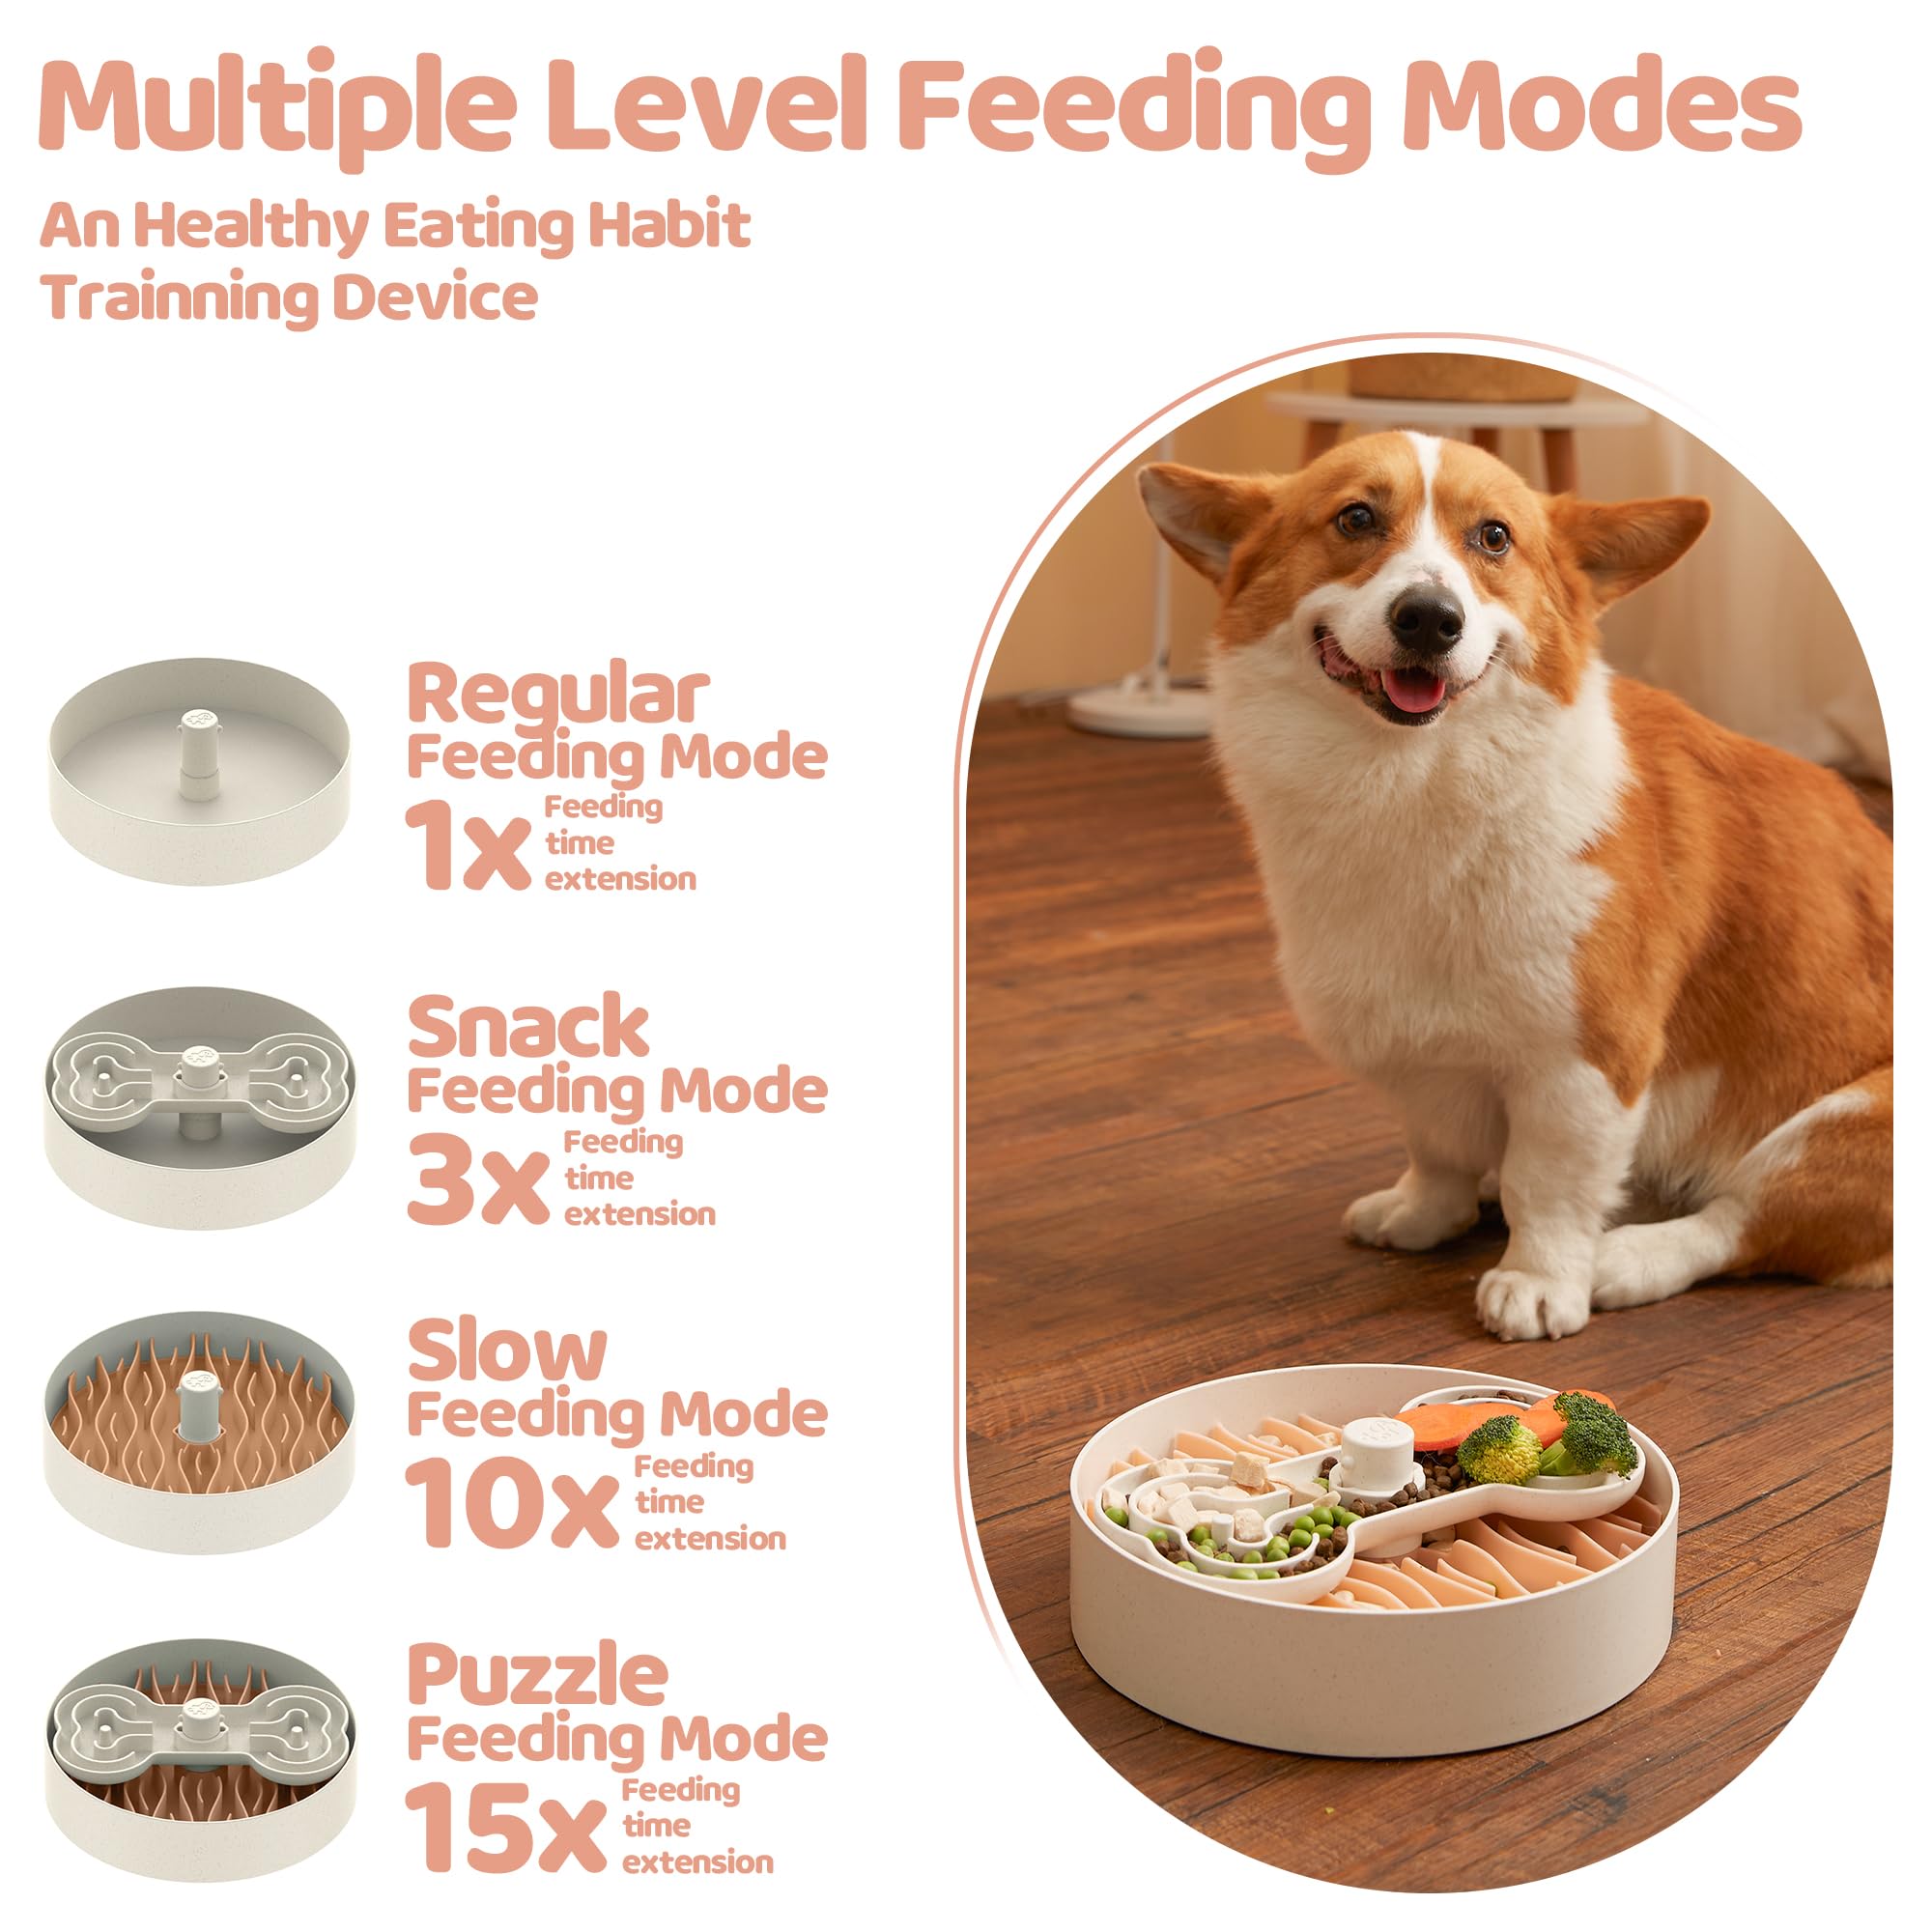 Multiple Level Feeding Modes
An Healthy Eating Habit
Trainning Device
Regular
Feeding Mode
1x
Feeding
time
extension
Snack
Feeding Mode
3x
Feeding
time
extension
Slow
Feeding Mode
10x
Feeding
time
extension
Puzzle
Feeding Mode
15x
Feeding
time
extension